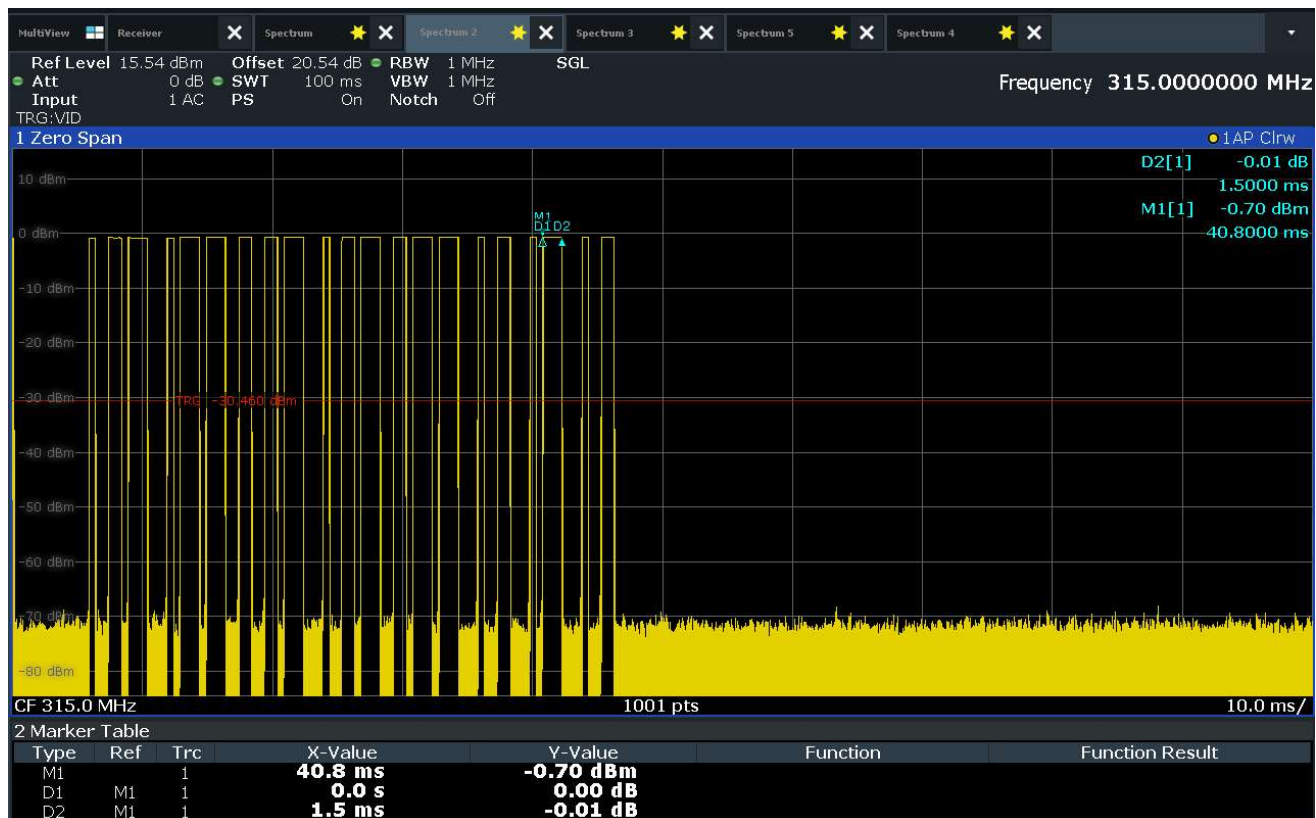 MultiView Receiver Spectrum Spectrum 2 Spectrum 3 Spectrum 5 Spectrum 4
Ref Level 15.54 dBm Offset 20.54 dB RBW 1 MHz SGL
Att 0 dB SWT 100 ms VBW 1 MHz Frequency 315.0000000 MHz
Input 1 AC PS On Notch Off
TRG:VID
1 Zero Span 1AP Clrw
D2[1] -0.01 dB
10 dBm 1.5000 ms
M1[1] -0.70 dBm
M1
D1 D2
0 dBm 40.8000 ms
-10 dBm
-20 dBm
-30 dBm TRG -30.460 dBm
-40 dBm
-50 dBm
-60 dBm
-70 dBm
-80 dBm
CF 315.0 MHz 1001 pts 10.0 ms/
2 Marker Table
Type Ref Trc X-Value Y-Value Function Function Result
M1 1 40.8 ms -0.70 dBm
D1 M1 1 0.0 s 0.00 dB
D2 M1 1 1.5 ms -0.01 dB